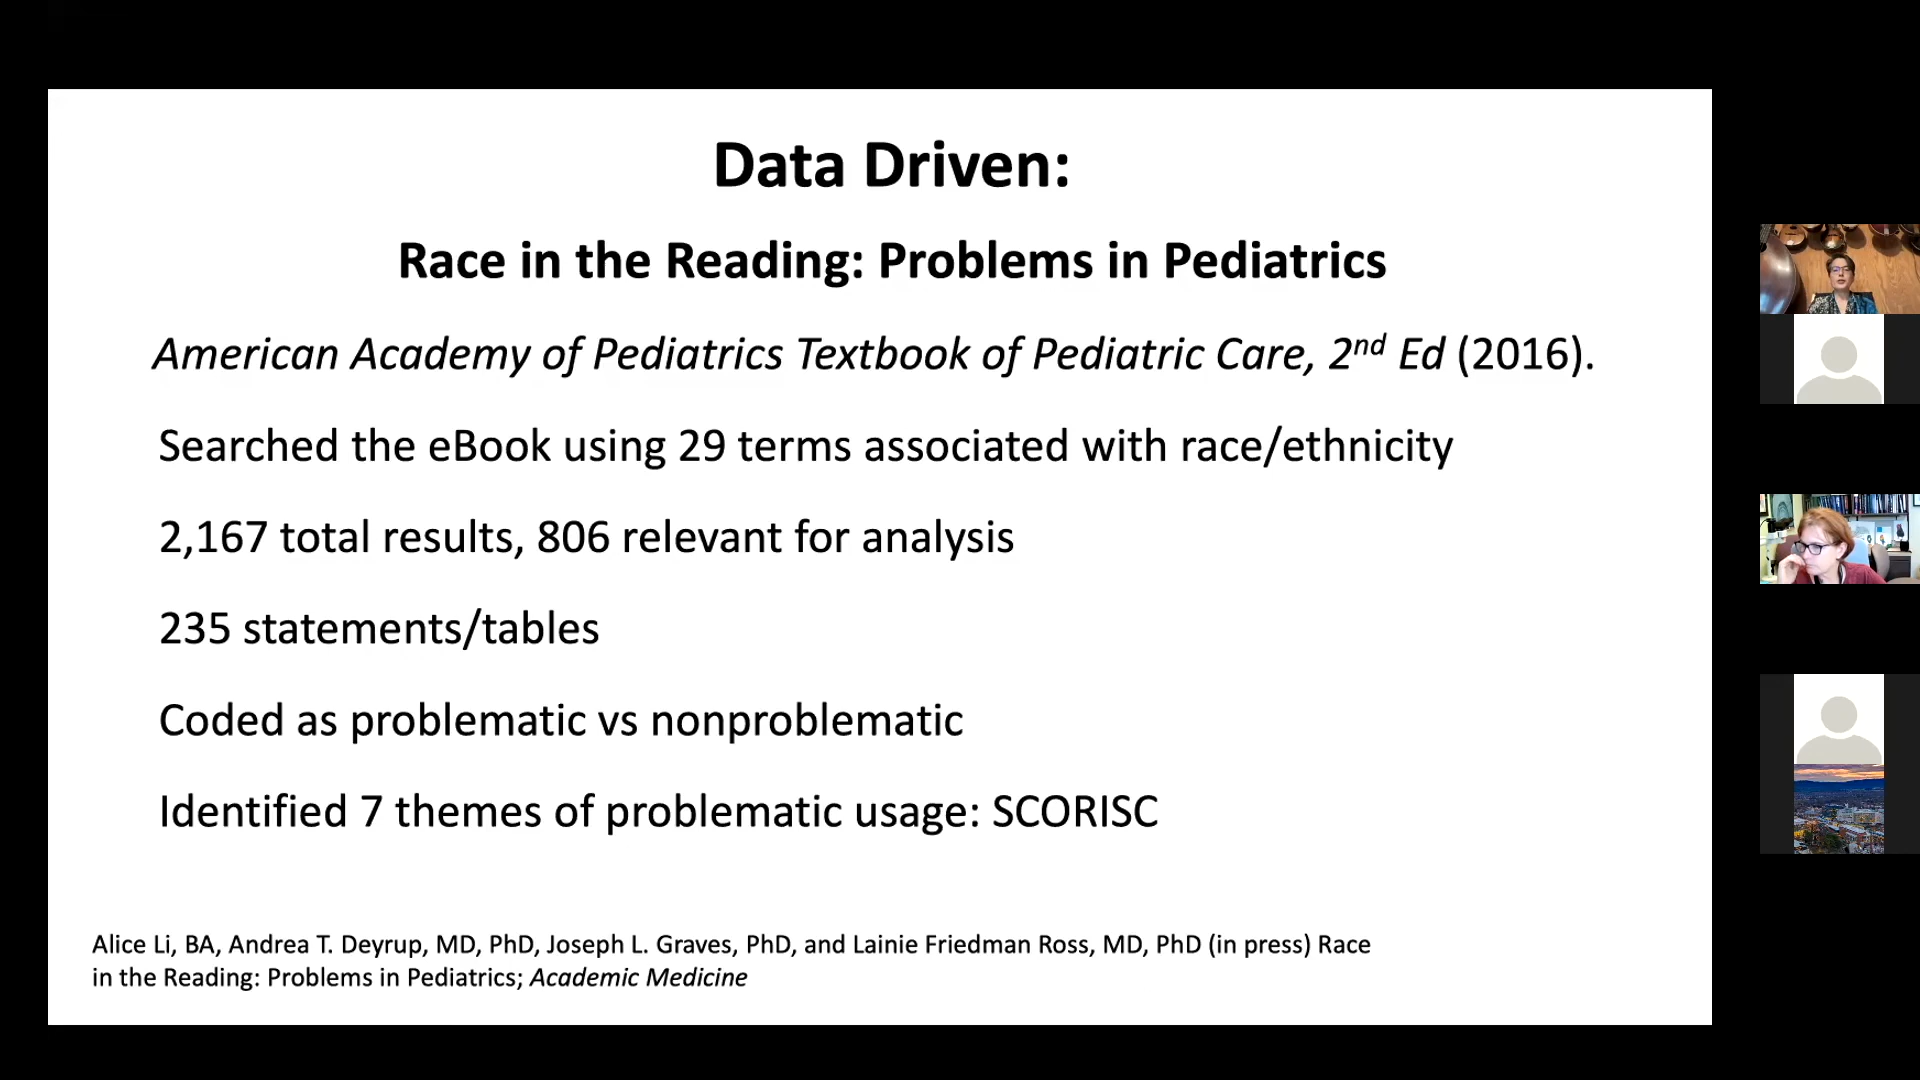 Data Driven:
Race in the Reading: Problems in Pediatrics
American Academy of Pediatrics Textbook of Pediatric Care, 2nd Ed (2016).
Searched the eBook using 29 terms associated with race/ethnicity
2,167 total results, 806 relevant for analysis
235 statements/tables
Coded as problematic vs nonproblematic
Identified 7 themes of problematic usage: SCORISC
Alice Li, BA, Andrea T. Deyrup, MD, PhD, Joseph L. Graves, PhD, and Lainie Friedman Ross, MD, PhD (in press) Race
in the Reading: Problems in Pediatrics; Academic Medicine